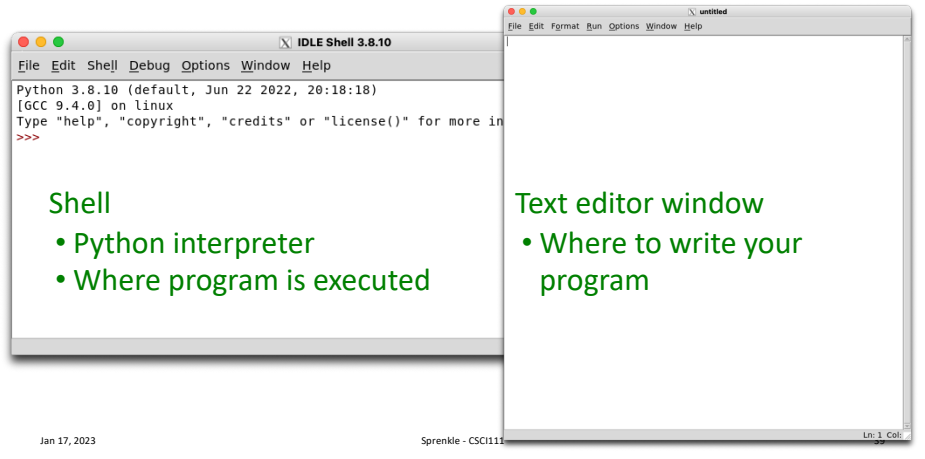 IDLE Shell 3.8.10
File Edit Shell Debug Options Window Help
Python 3.8.10 (default, Jun 22 2022, 20:18:18)
[GCC 9.4.0] on linux
Type "help", "copyright", "credits" or "license()" for more in
>>>
Shell
• Python interpreter
• Where program is executed
untitled
File Edit Format Run Options Window Help
Text editor window
• Where to write your
program
Ln: 1 Col:
Jan 17, 2023
Sprenkle - CSCI111